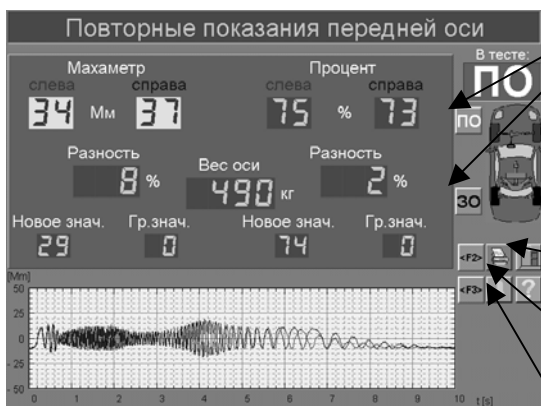 Повторные показания передней оси
В тесте:
ПО
Махаметр
слева справа
34 Мм 37
Процент
слева справа
75 % 73
ПО
Разность
8 %
Вес оси
490 кг
Разность
2 %
ЗО
Новое знач. Гр.знач.
29 0
Новое знач. Гр.знач.
74 0
<F2>
<F3> ?
[Mm]
50
25
0
- 25
- 50
0 1 2 3 4 5 6 7 8 9 10 t [s]